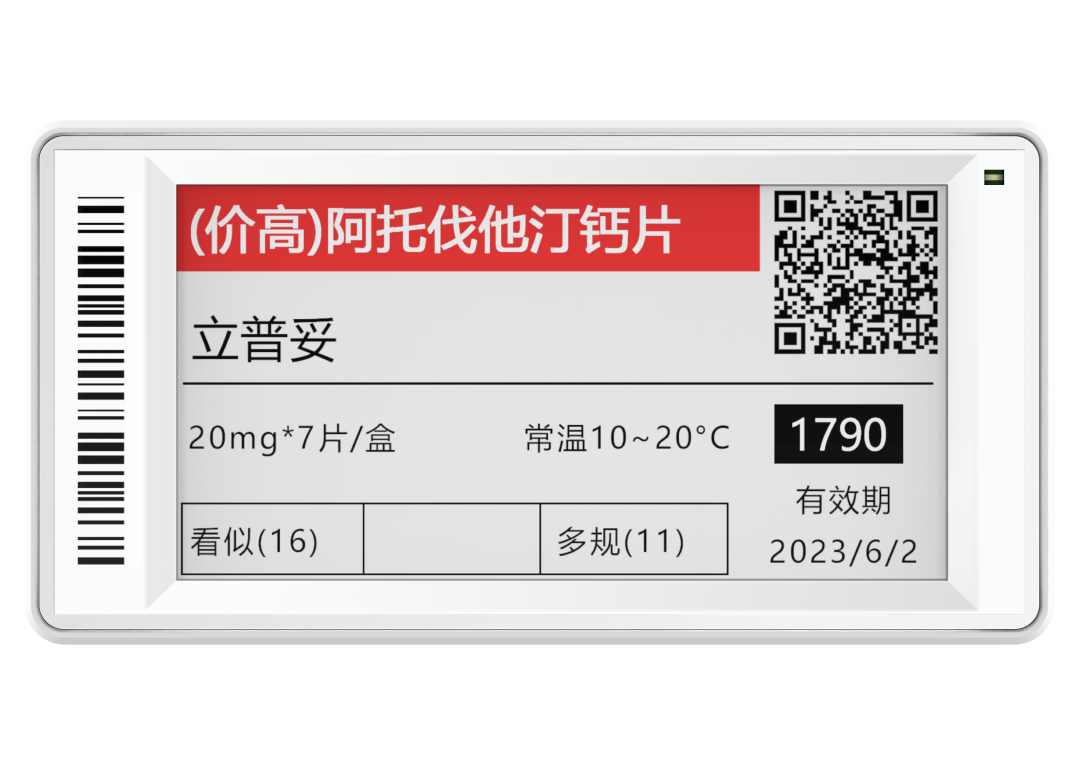 (价高)阿托伐他汀钙片
立普妥
20mg*7片/盒
常温10~20°C
1790
有效期
2023/6/2
看似(16)
多规(11)